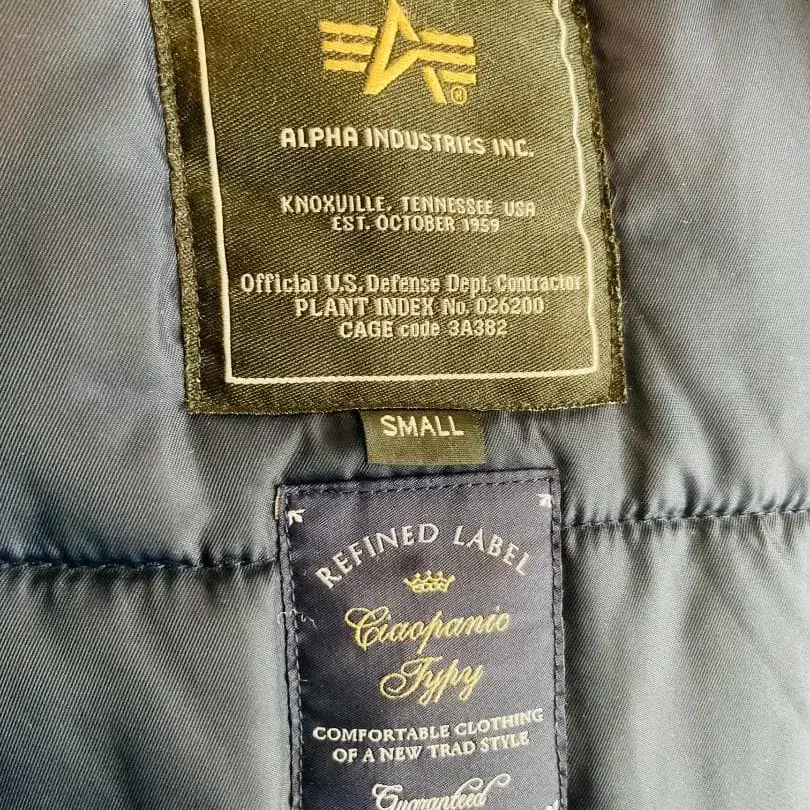 ®
ALPHA INDUSTRIES INC.
KNOXVILLE, TENNESSEE USA
EST. OCTOBER 1959
Official U.S. Defense Dept. Contractor
PLANT INDEX No. 026200
CAGE code 3A382
SMALL
REFINED LABEL
Ciaopanic
Typy
COMFORTABLE CLOTHING
OF A NEW TRAD STYLE
Guaranteed